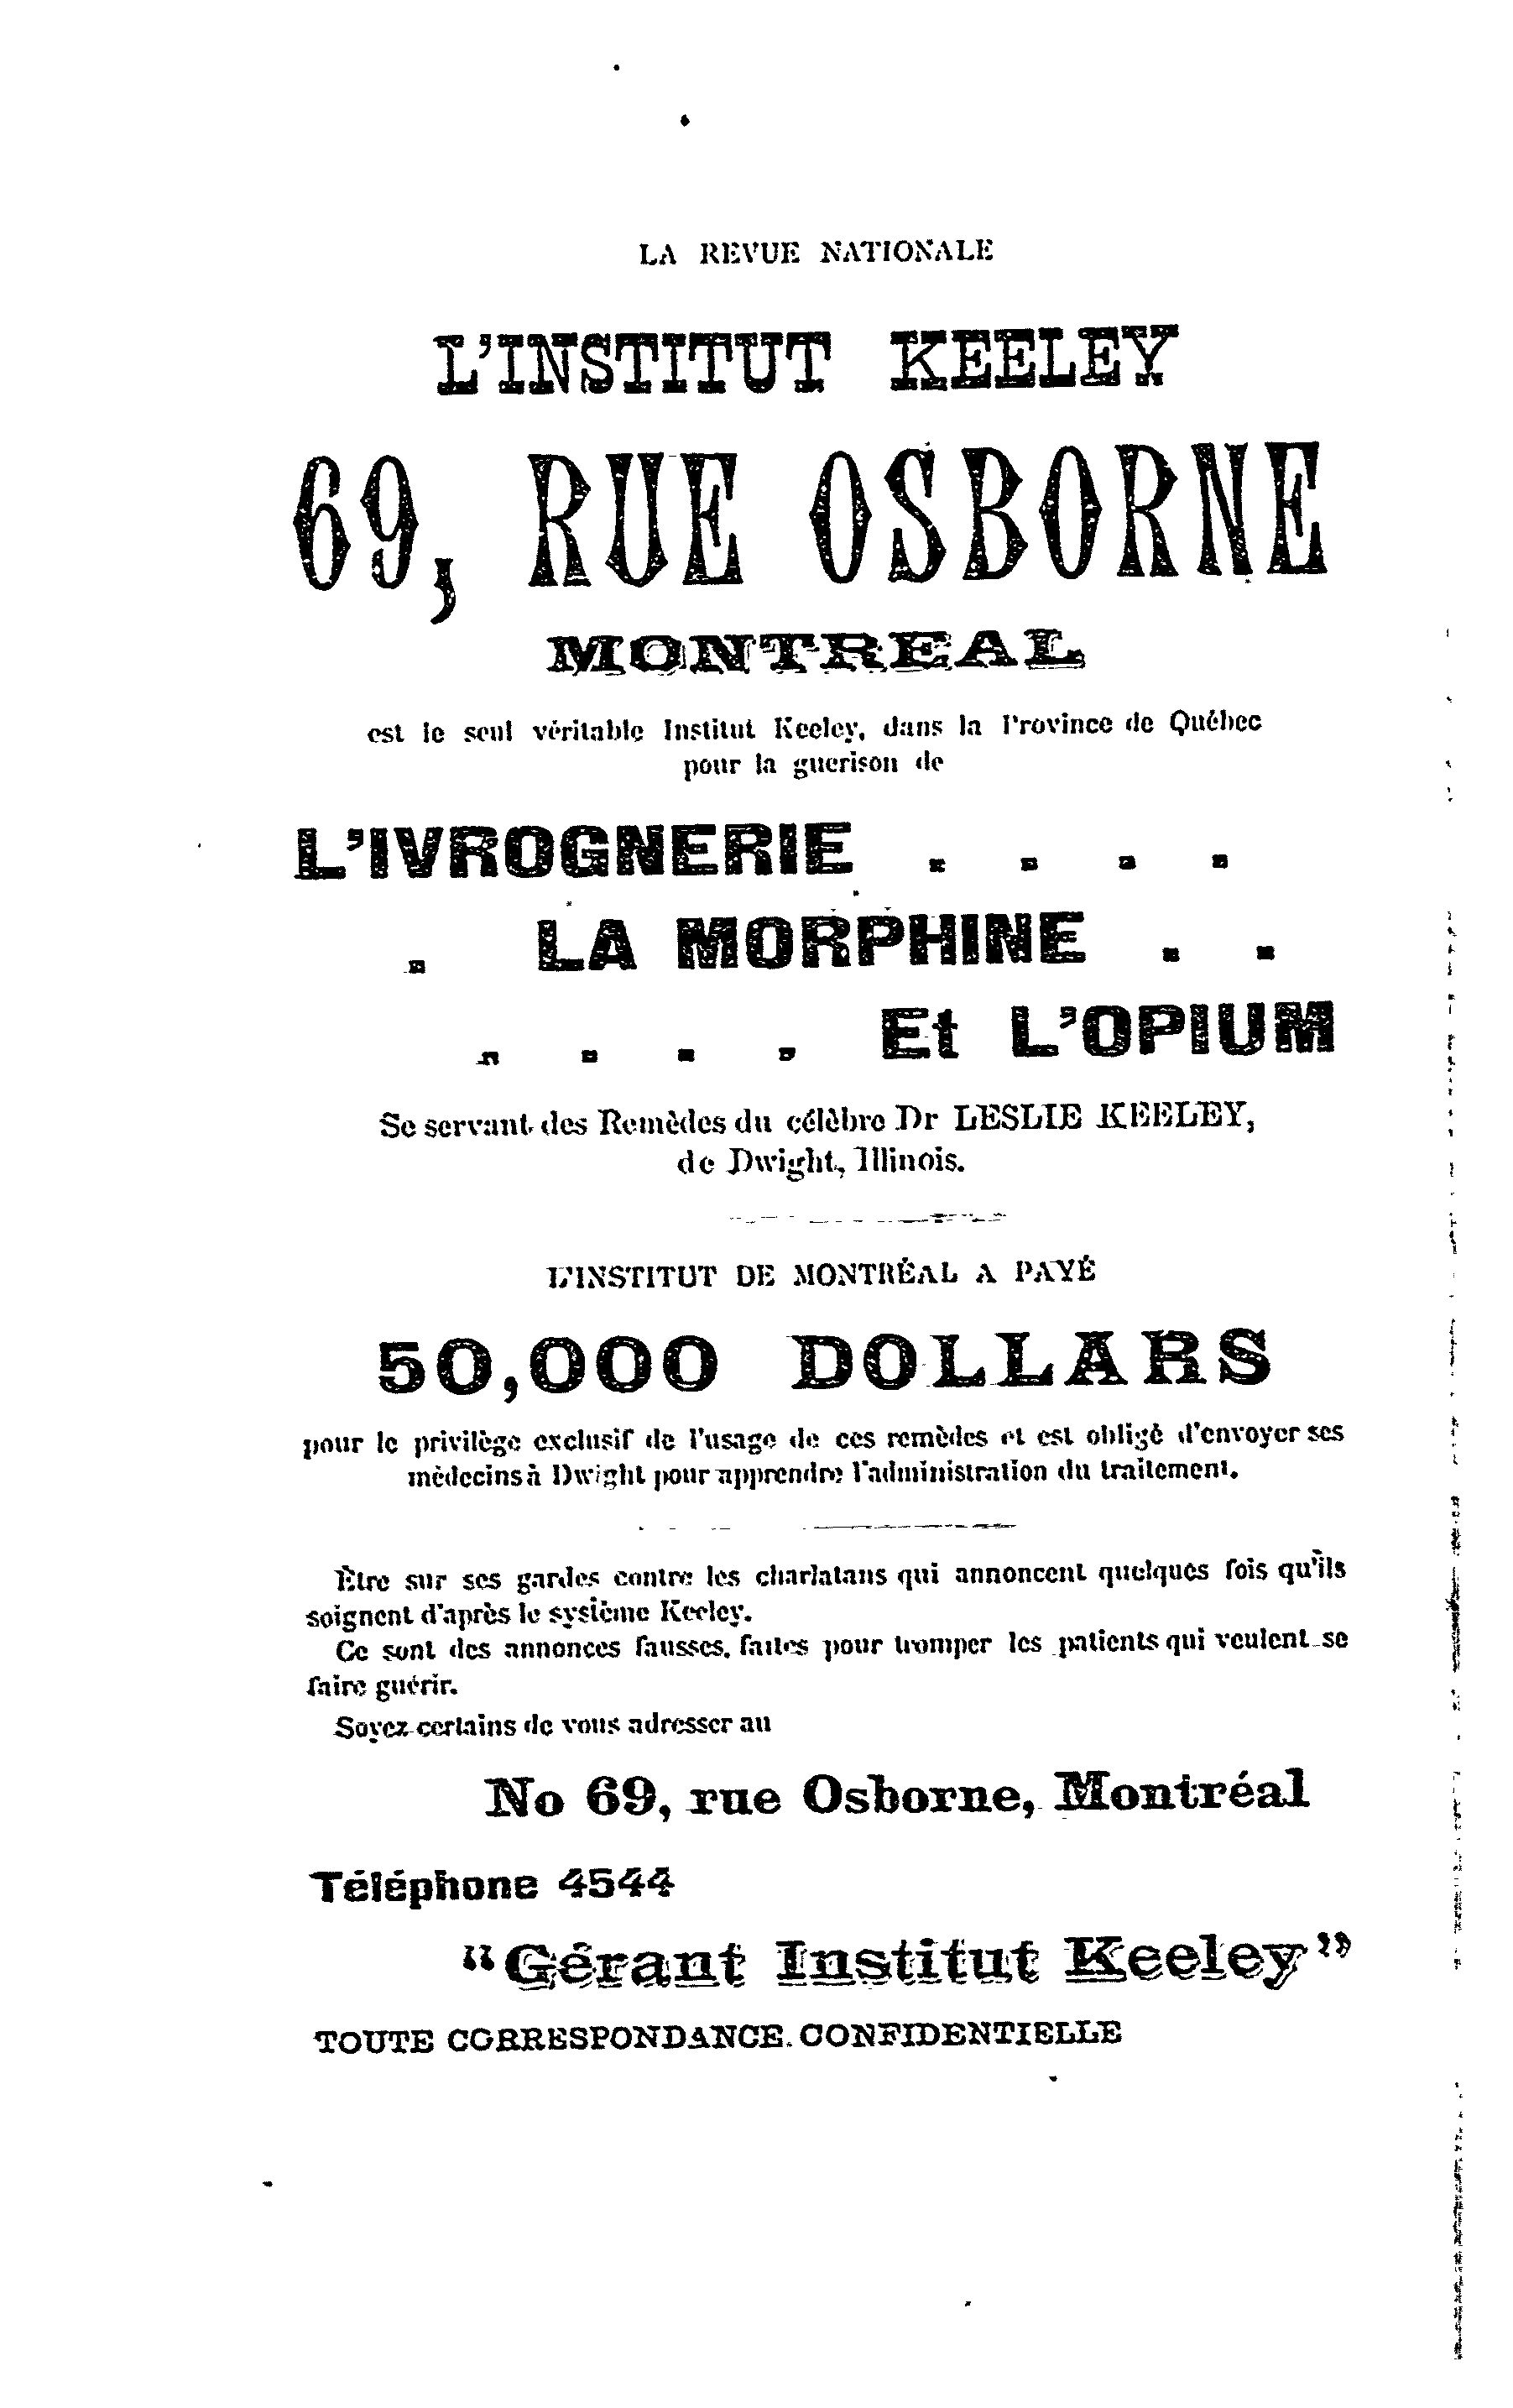 LA REVUE NATIONALE
L'INSTITUT KEELEY
69, RUE OSBORNE
MONTREAL
est le seul véritable Institut Keeley, dans la Province de Québec
pour la guerison de
L'IVROGNERIE . . . .
. LA MORPHINE . .
. . . . Et L'OPIUM
Se servant des Remèdes du célèbre Dr LESLIE KEELEY,
de Dwight, Illinois.
L'INSTITUT DE MONTRÉAL A PAYÉ
50,000 DOLLARS
pour le privilège exclusif de l'usage de ces remèdes et est obligé d'envoyer ses
médecins à Dwight pour apprendre l'administration du traitement.
Être sur ses gardes contre les charlatans qui annoncent quelques fois qu'ils
soignent d'après le système Keeley.
Ce sont des annonces fausses, faites pour tromper les patients qui veulent se
faire guérir.
Soyez certains de vous adresser au
No 69, rue Osborne, Montréal
Téléphone 4544
"Gérant Institut Keeley"
TOUTE CORRESPONDANCE CONFIDENTIELLE